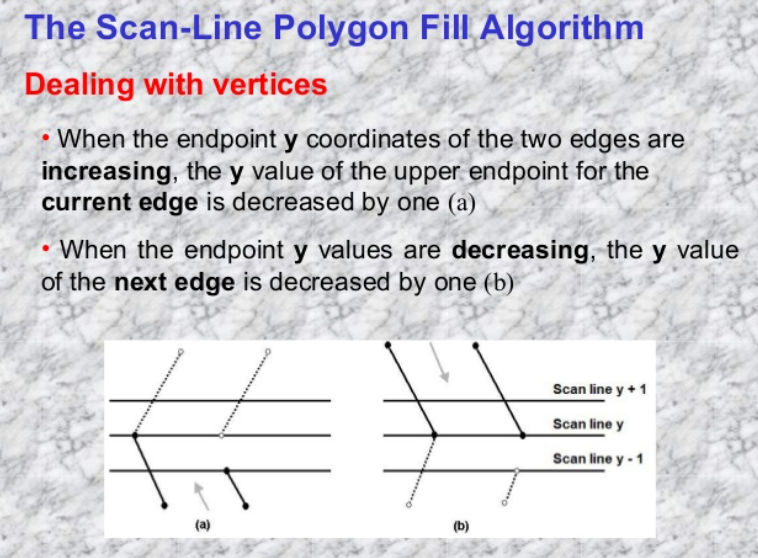 The Scan-Line Polygon Fill Algorithm
Dealing with vertices
• When the endpoint y coordinates of the two edges are
increasing, the y value of the upper endpoint for the
current edge is decreased by one (a)
• When the endpoint y values are decreasing, the y value
of the next edge is decreased by one (b)
Scan line y + 1
Scan line y
Scan line y - 1
(a)
(b)